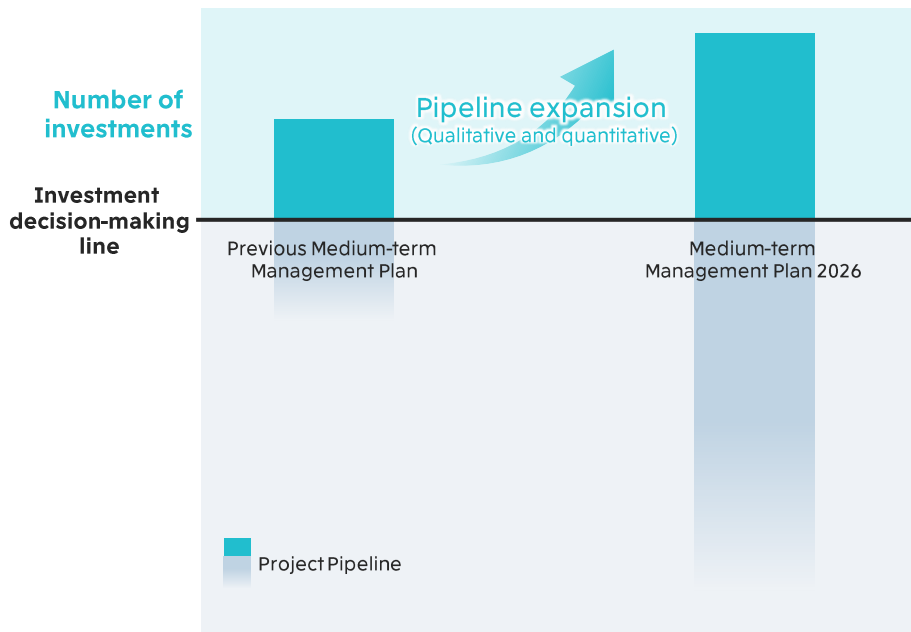 Number of
investments
Pipeline expansion
(Qualitative and quantitative)
Investment
decision-making
line
Previous Medium-term
Management Plan
Medium-term
Management Plan 2026
Project Pipeline